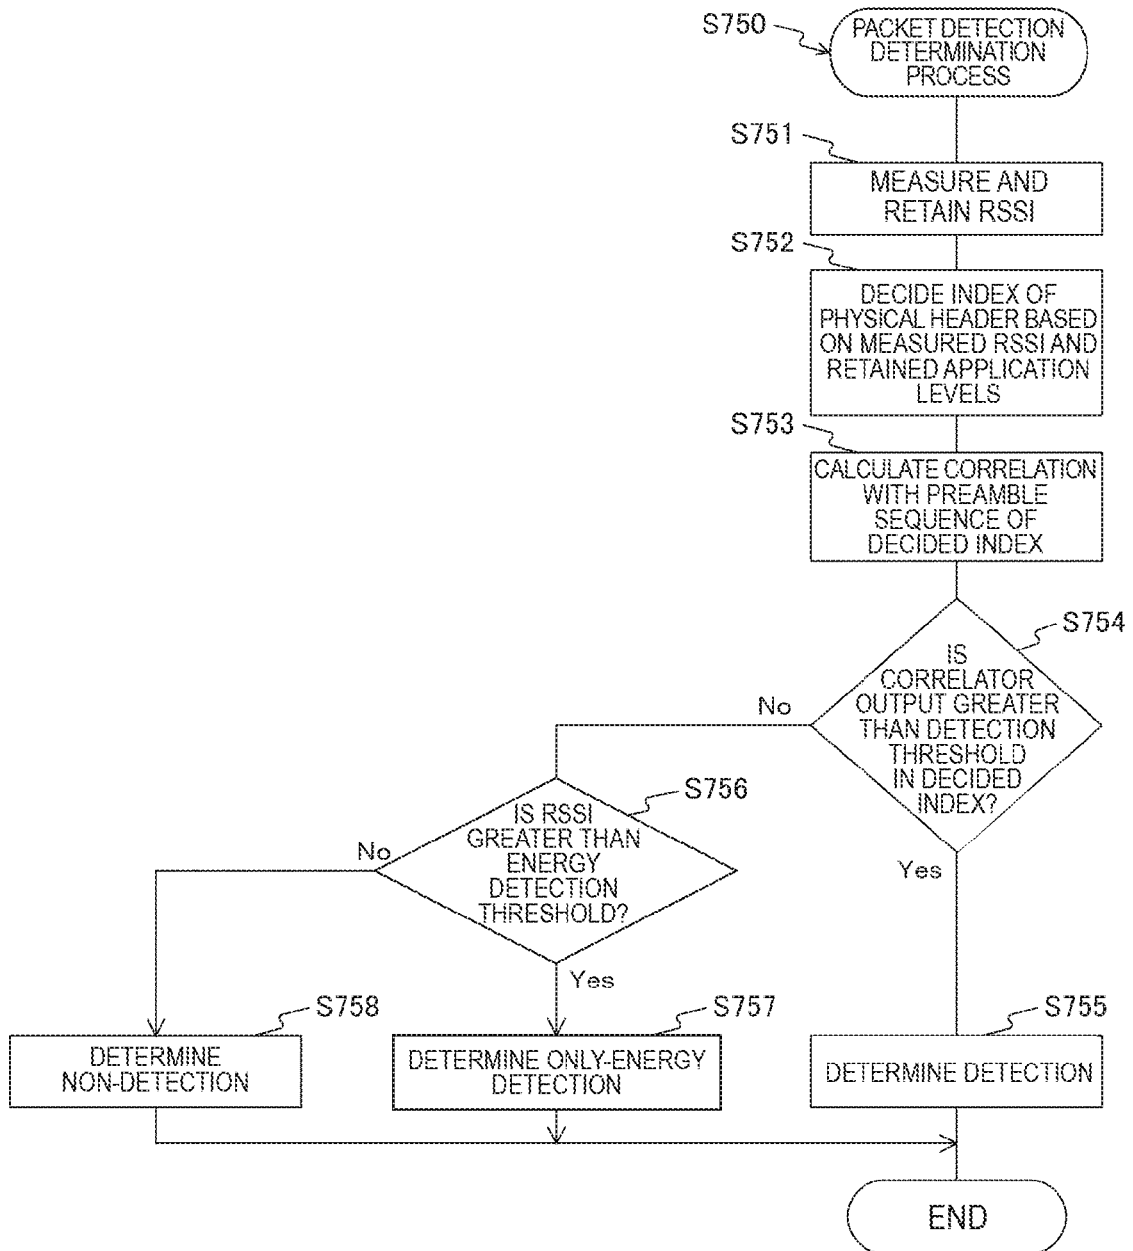 S750
PACKET DETECTION
DETERMINATION
PROCESS
S751
MEASURE AND
RETAIN RSSI
S752
DECIDE INDEX OF
PHYSICAL HEADER BASED
ON MEASURED RSSI AND
RETAINED APPLICATION
LEVELS
S753
CALCULATE CORRELATION
WITH PREAMBLE
SEQUENCE OF
DECIDED INDEX
S754
IS
CORRELATOR
OUTPUT GREATER
THAN DETECTION
THRESHOLD
IN DECIDED
INDEX?
No
Yes
S756
IS RSSI
GREATER THAN
ENERGY
DETECTION
THRESHOLD?
No
Yes
S758
DETERMINE
NON-DETECTION
S757
DETERMINE ONLY-ENERGY
DETECTION
S755
DETERMINE DETECTION
END